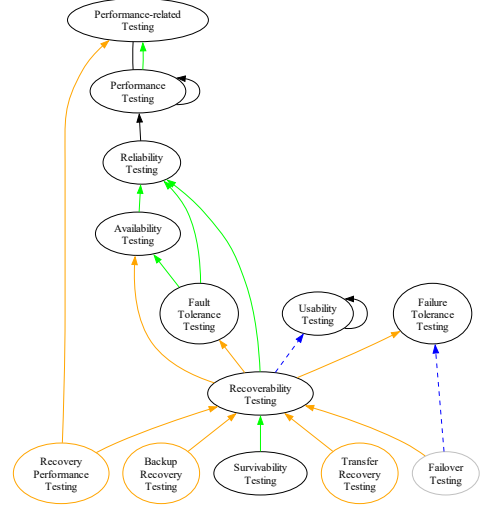 Performance-related
Testing
Performance
Testing
Reliability
Testing
Availability
Testing
Fault
Tolerance
Testing
Usability
Testing
Failure
Tolerance
Testing
Recoverability
Testing
Recovery
Performance
Testing
Backup
Recovery
Testing
Survivability
Testing
Transfer
Recovery
Testing
Failover
Testing